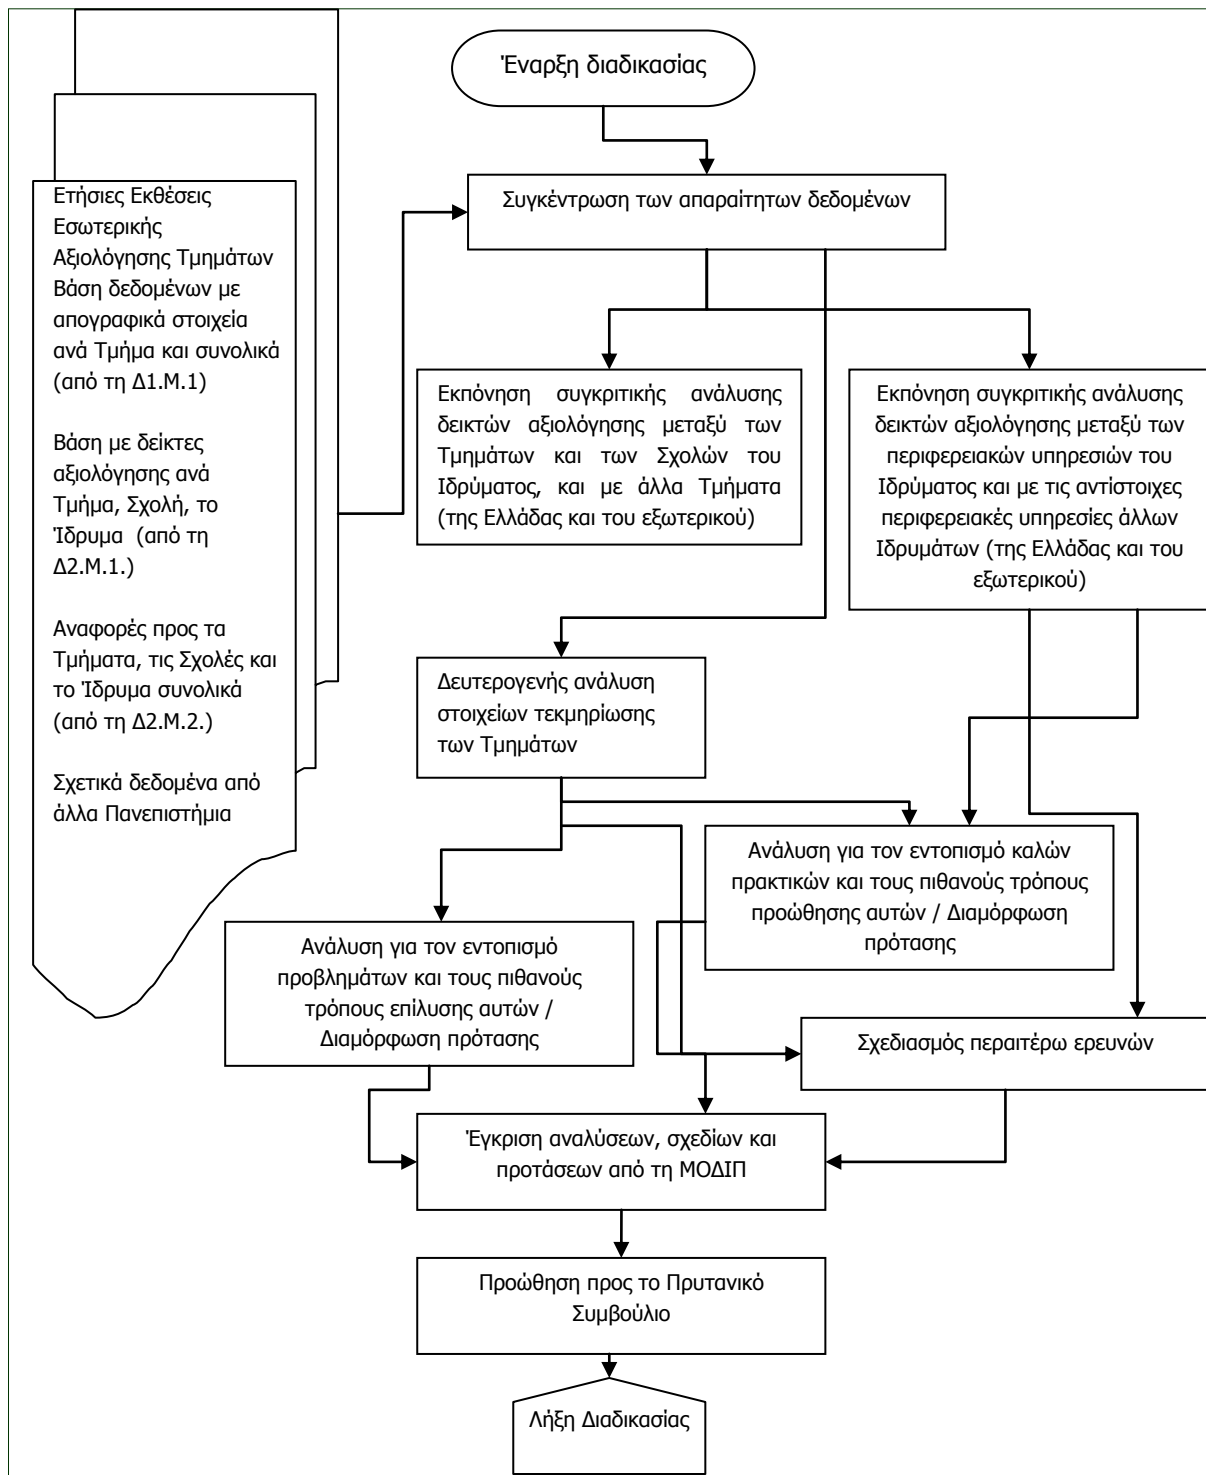 Έναρξη διαδικασίας
Συγκέντρωση των απαραίτητων δεδομένων
Ετήσιες Εκθέσεις
Εσωτερικής
Αξιολόγησης Τμημάτων
Βάση δεδομένων με
απογραφικά στοιχεία
ανά Τμήμα και συνολικά
(από τη Δ1.Μ.1)
Βάση με δείκτες
αξιολόγησης ανά
Τμήμα, Σχολή, το
Ίδρυμα (από τη
Δ2.Μ.1.)
Αναφορές προς τα
Τμήματα, τις Σχολές και
το Ίδρυμα συνολικά
(από τη Δ2.Μ.2.)
Σχετικά δεδομένα από
άλλα Πανεπιστήμια
Εκπόνηση συγκριτικής ανάλυσης
δεικτών αξιολόγησης μεταξύ των
Τμημάτων και των Σχολών του
Ιδρύματος, και με άλλα Τμήματα
(της Ελλάδας και του εξωτερικού)
Εκπόνηση συγκριτικής ανάλυσης
δεικτών αξιολόγησης μεταξύ των
περιφερειακών υπηρεσιών του
Ιδρύματος και με τις αντίστοιχες
περιφερειακές υπηρεσίες άλλων
Ιδρυμάτων (της Ελλάδας και του
εξωτερικού)
Δευτερογενής ανάλυση
στοιχείων τεκμηρίωσης
των Τμημάτων
Ανάλυση για τον εντοπισμό καλών
πρακτικών και τους πιθανούς τρόπους
προώθησης αυτών / Διαμόρφωση
πρότασης
Ανάλυση για τον εντοπισμό
προβλημάτων και τους πιθανούς
τρόπους επίλυσης αυτών /
Διαμόρφωση πρότασης
Σχεδιασμός περαιτέρω ερευνών
Έγκριση αναλύσεων, σχεδίων και
προτάσεων από τη ΜΟΔΙΠ
Προώθηση προς το Πρυτανικό
Συμβούλιο
Λήξη Διαδικασίας